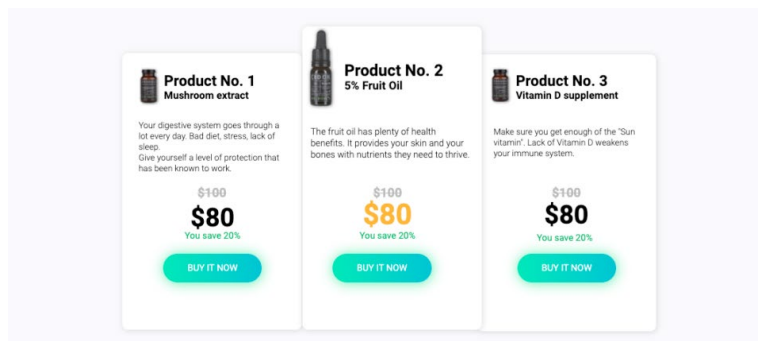 Product No. 1
Mushroom extract
Your digestive system goes through a
lot every day. Bad diet, stress, lack of
sleep.
Give yourself a level of protection that
has been known to work.
$100
$80
You save 20%
BUY IT NOW
Product No. 2
5% Fruit Oil
The fruit oil has plenty of health
benefits. It provides your skin and your
bones with nutrients they need to thrive.
$100
$80
You save 20%
BUY IT NOW
Product No. 3
Vitamin D supplement
Make sure you get enough of the "Sun
vitamin". Lack of Vitamin D weakens
your immune system.
$100
$80
You save 20%
BUY IT NOW